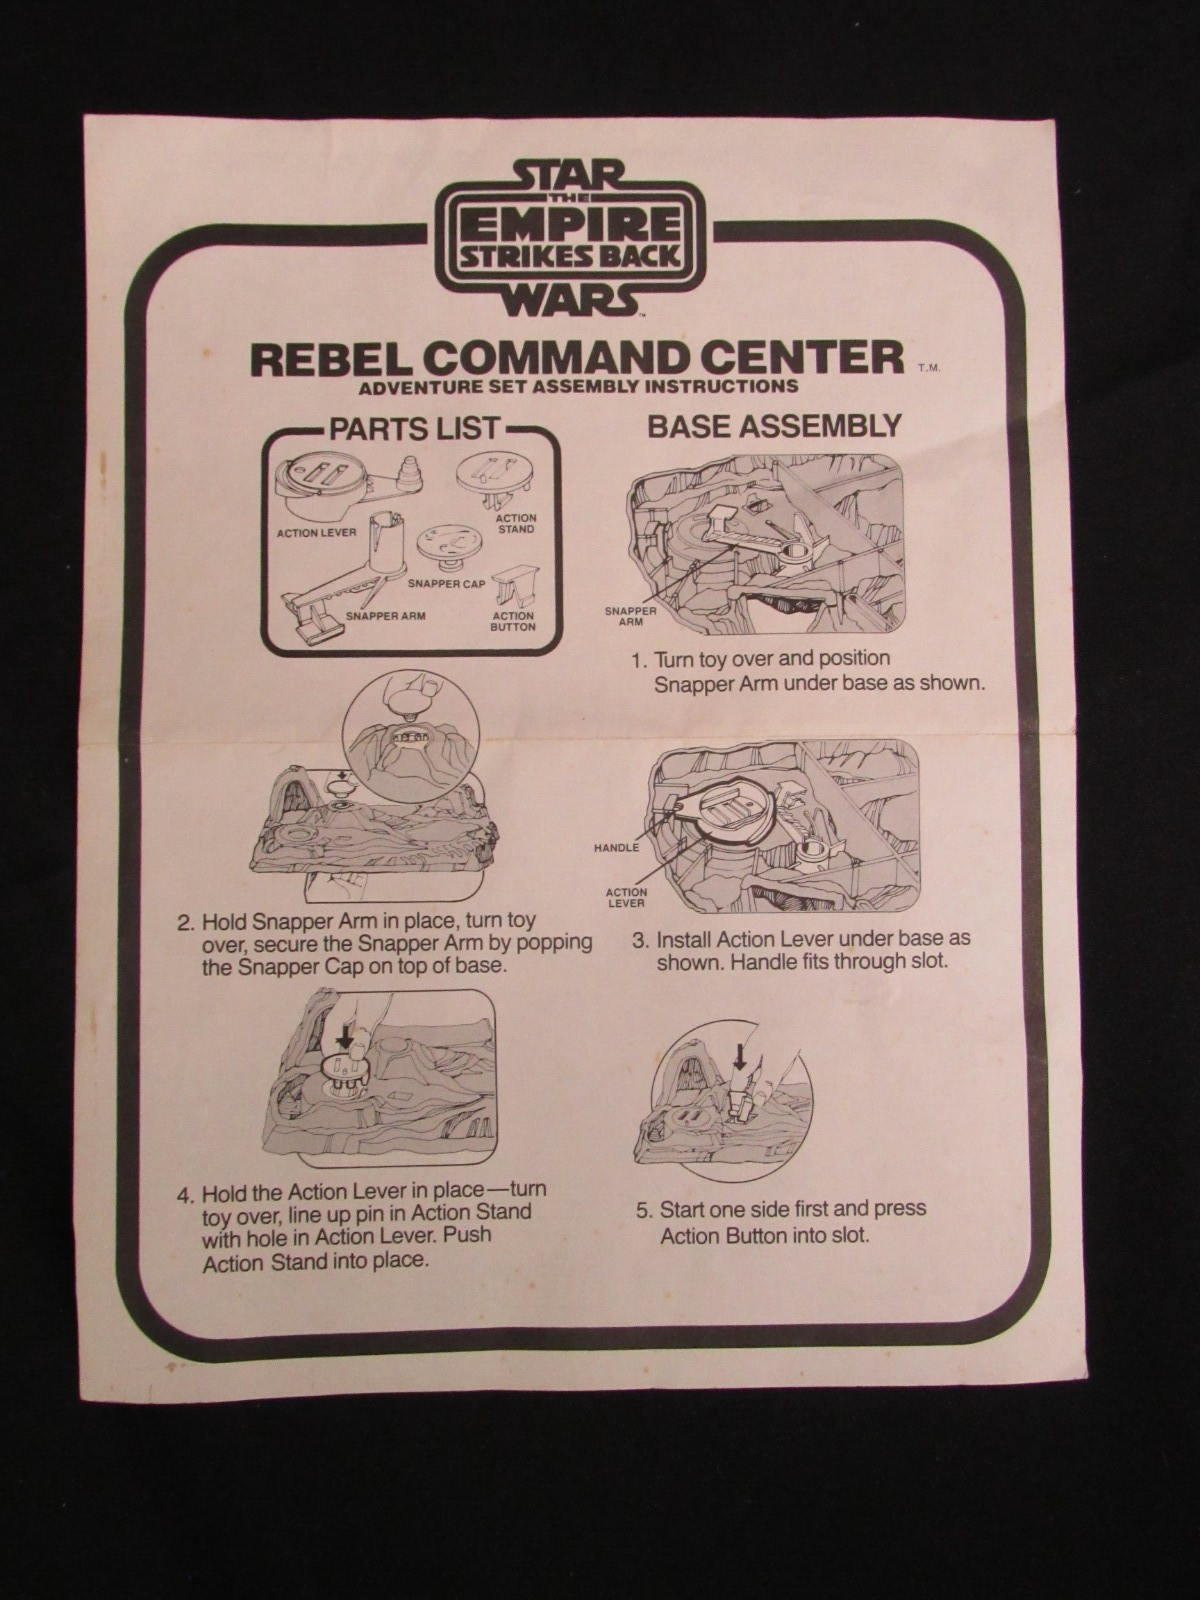 STAR
THE
EMPIRE
STRIKES BACK
WARS™
REBEL COMMAND CENTER T.M.
ADVENTURE SET ASSEMBLY INSTRUCTIONS
PARTS LIST
ACTION LEVER
ACTION
STAND
SNAPPER CAP
SNAPPER ARM
ACTION
BUTTON
BASE ASSEMBLY
SNAPPER
ARM
1. Turn toy over and position
Snapper Arm under base as shown.
2. Hold Snapper Arm in place, turn toy
over, secure the Snapper Arm by popping
the Snapper Cap on top of base.
HANDLE
ACTION
LEVER
3. Install Action Lever under base as
shown. Handle fits through slot.
4. Hold the Action Lever in place—turn
toy over, line up pin in Action Stand
with hole in Action Lever. Push
Action Stand into place.
5. Start one side first and press
Action Button into slot.